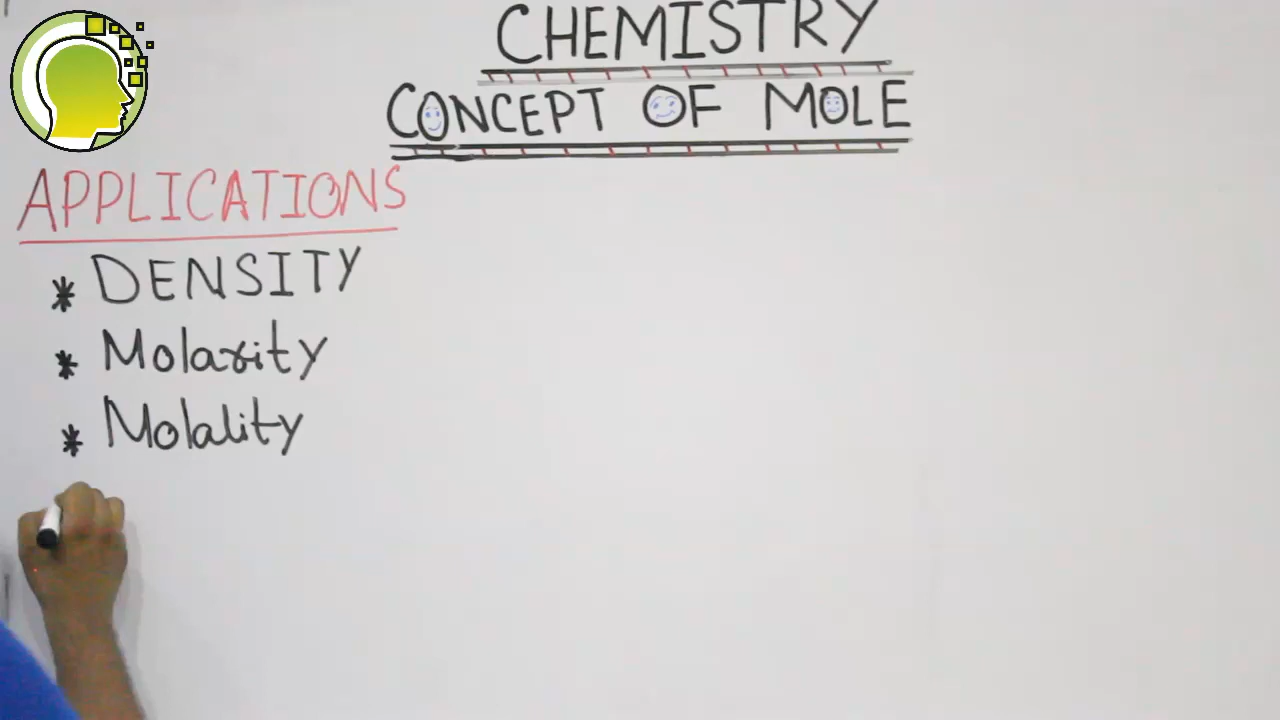 CHEMISTRY
CONCEPT OF MOLE
APPLICATIONS
* DENSITY
* Molarity
* Molality